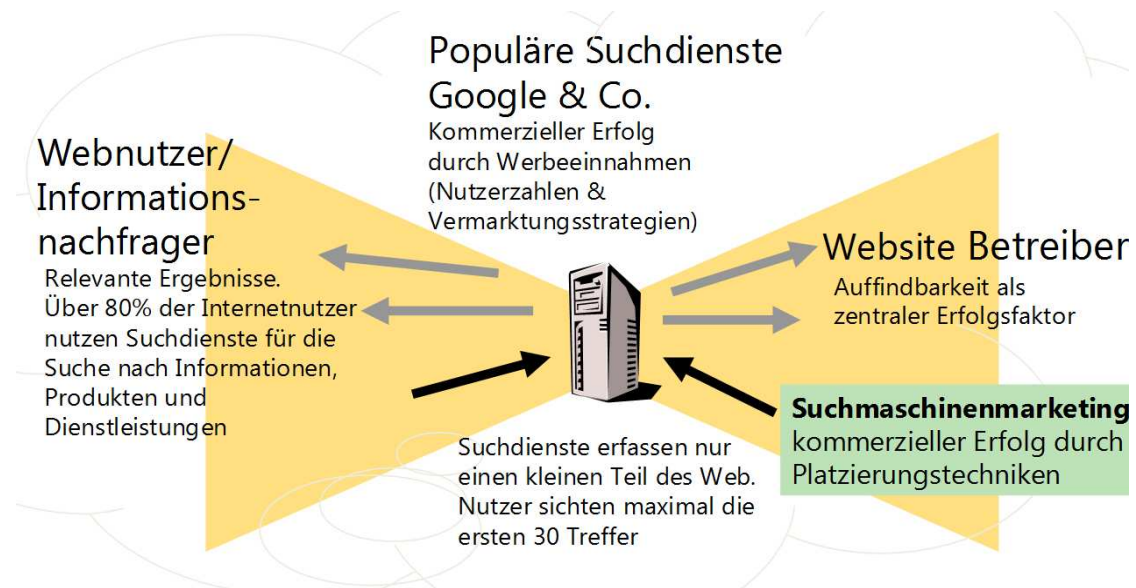 Populäre Suchdienste
Google & Co.
Kommerzieller Erfolg
durch Werbeeinnahmen
(Nutzerzahlen &
Vermarktungsstrategien)
Webnutzer/
Informations-
nachfrager
Relevante Ergebnisse.
Über 80% der Internetnutzer
nutzen Suchdienste für die
Suche nach Informationen,
Produkten und
Dienstleistungen
Website Betreiber
Auffindbarkeit als
zentraler Erfolgsfaktor
Suchmaschinenmarketing
kommerzieller Erfolg durch
Platzierungstechniken
Suchdienste erfassen nur
einen kleinen Teil des Web.
Nutzer sichten maximal die
ersten 30 Treffer